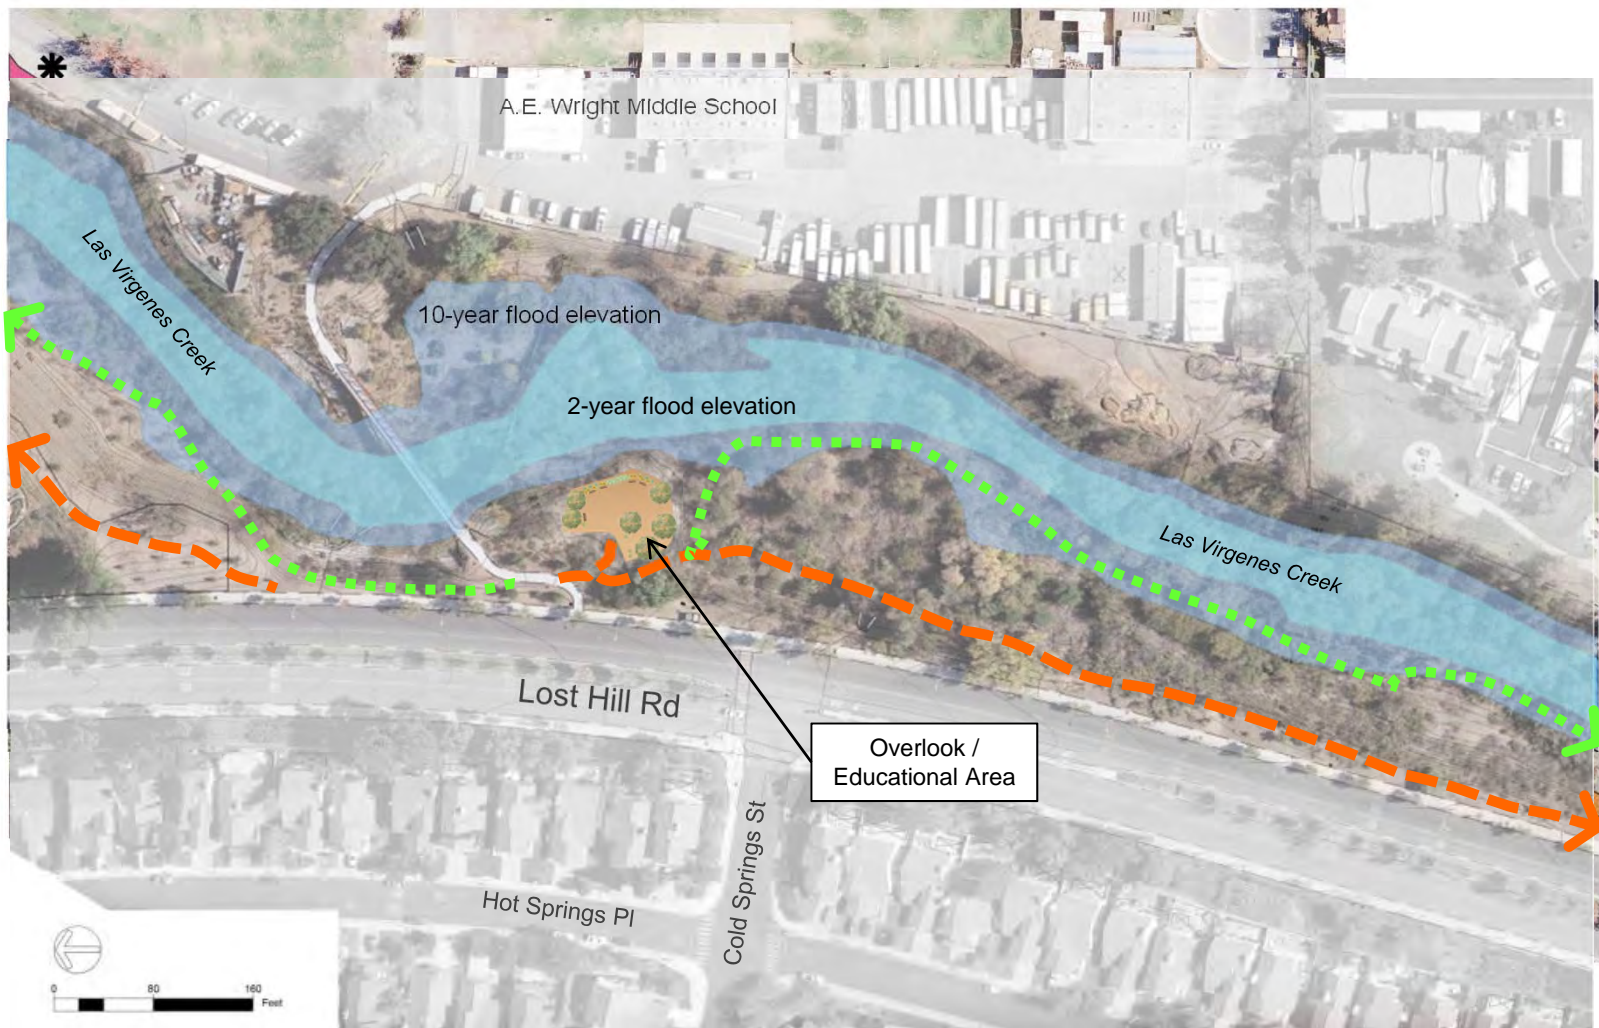 A.E. Wright Middle School
Las Virgenes Creek
10-year flood elevation
2-year flood elevation
Las Virgenes Creek
Lost Hill Rd
Overlook /
Educational Area
Cold Springs St
Hot Springs Pl
0 80 160
Feet